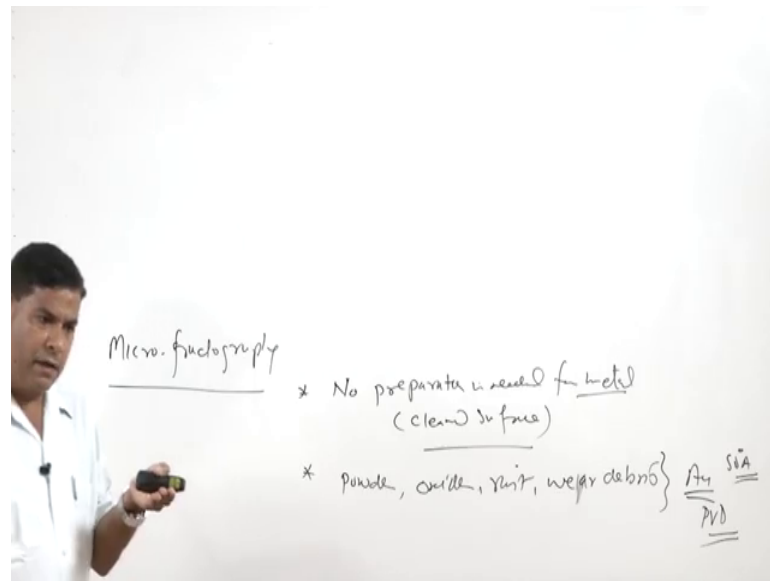 Micro-fractography
* No preparation is needed for metal
(clean surface)
* Powder, oxide, rust, wear debris} Au 50Å
PVD